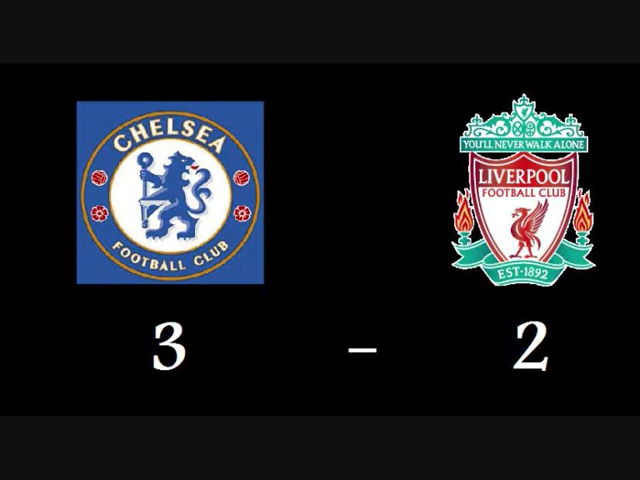 CHELSEA
FOOTBALL CLUB
YOU'LL NEVER WALK ALONE
LIVERPOOL
FOOTBALL CLUB
EST·1892
3 – 2